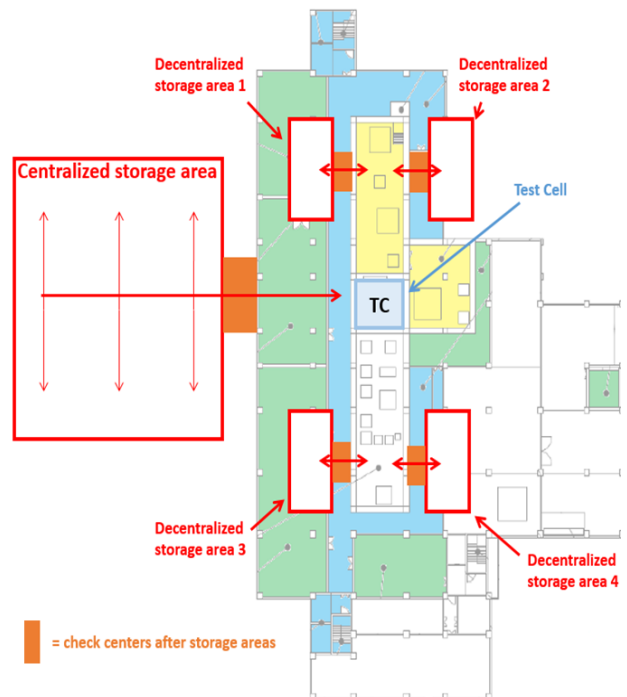 Decentralized
storage area 1
Decentralized
storage area 2
Centralized storage area
Test Cell
TC
Decentralized
storage area 3
Decentralized
storage area 4
= check centers after storage areas